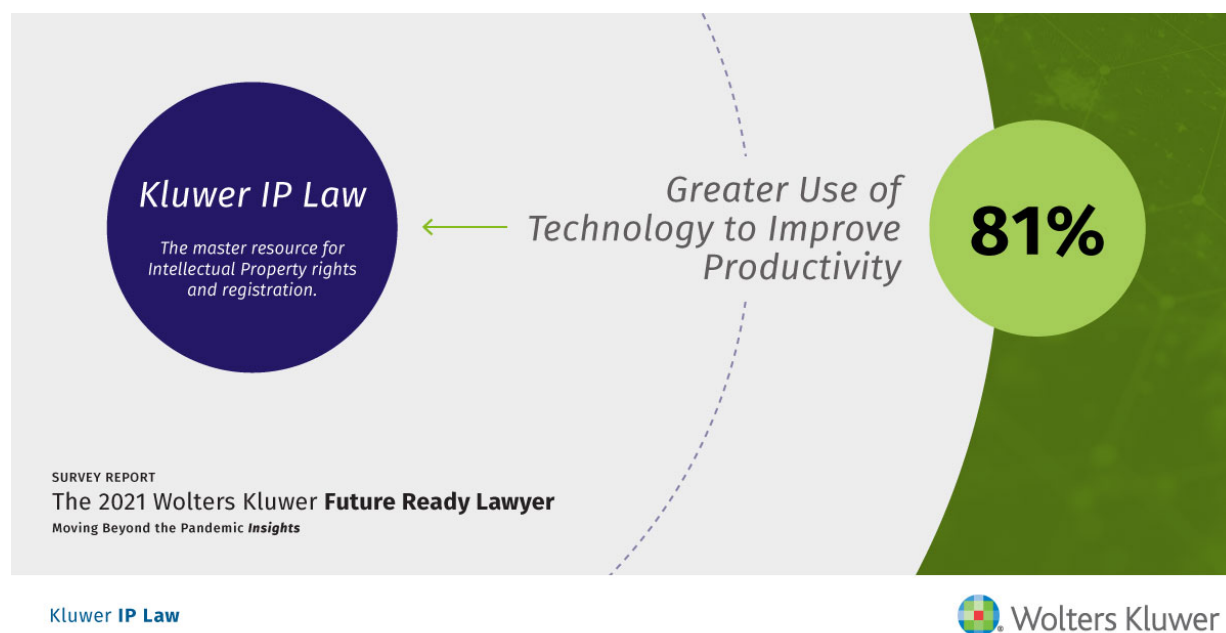 Kluwer IP Law
The master resource for
Intellectual Property rights
and registration.
Greater Use of
Technology to Improve
Productivity
81%
SURVEY REPORT
The 2021 Wolters Kluwer Future Ready Lawyer
Moving Beyond the Pandemic Insights
Kluwer IP Law
Wolters Kluwer